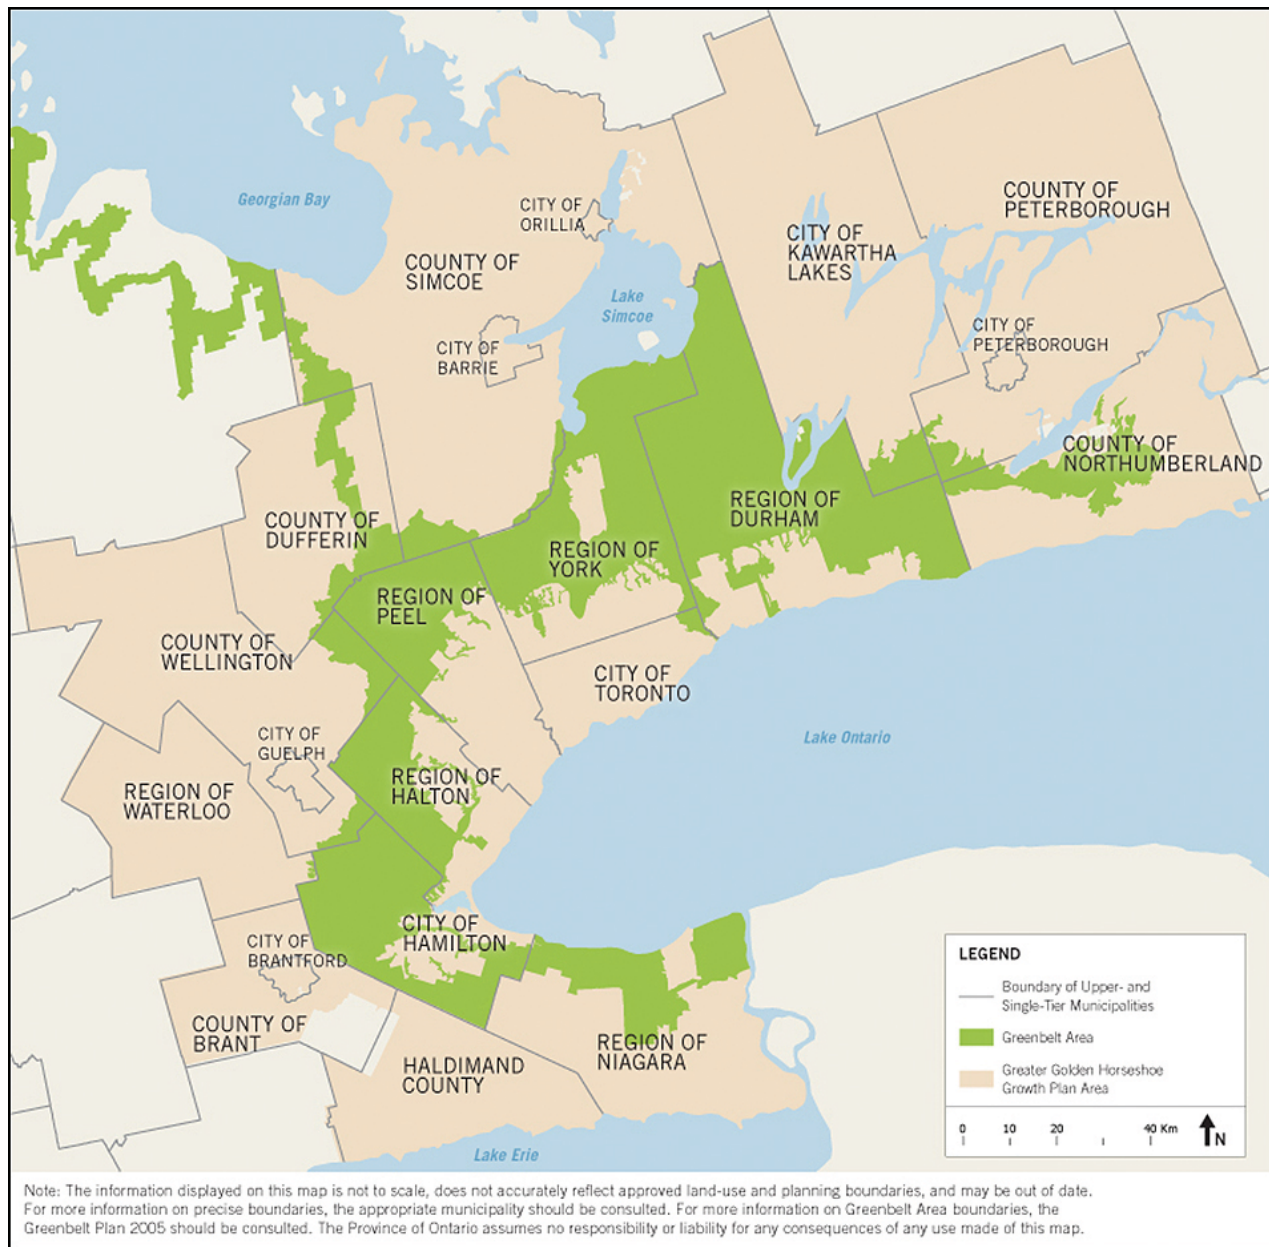 Georgian Bay
CITY OF
ORILLIA
COUNTY OF
PETERBOROUGH
CITY OF
KAWARTHA
LAKES
COUNTY OF
SIMCOE
Lake
Simcoe
CITY OF
BARRIE
CITY OF
PETERBOROUGH
COUNTY OF
NORTHUMBERLAND
REGION OF
DURHAM
COUNTY OF
DUFFERIN
REGION OF
YORK
REGION OF
PEEL
COUNTY OF
WELLINGTON
CITY OF
TORONTO
CITY OF
GUELPH
Lake Ontario
REGION OF
WATERLOO
REGION OF
HALTON
CITY OF
HAMILTON
CITY OF
BRANTFORD
COUNTY OF
BRANT
REGION OF
NIAGARA
HALDIMAND
COUNTY
Lake Erie
LEGEND
Boundary of Upper- and
Single-Tier Municipalities
Greenbelt Area
Greater Golden Horseshoe
Growth Plan Area
0 10 20 40 Km
N
Note: The information displayed on this map is not to scale, does not accurately reflect approved land-use and planning boundaries, and may be out of date.
For more information on precise boundaries, the appropriate municipality should be consulted. For more information on Greenbelt Area boundaries, the
Greenbelt Plan 2005 should be consulted. The Province of Ontario assumes no responsibility or liability for any consequences of any use made of this map.